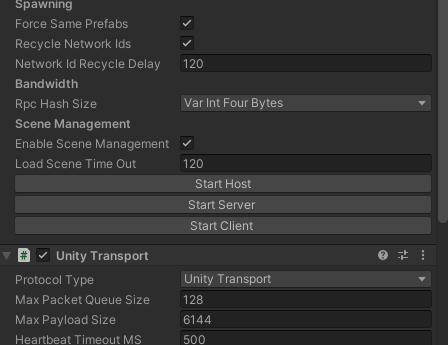 Spawning
Force Same Prefabs
Recycle Network Ids
Network Id Recycle Delay 120
Bandwidth
Rpc Hash Size Var Int Four Bytes
Scene Management
Enable Scene Management
Load Scene Time Out 120
Start Host
Start Server
Start Client
# Unity Transport
Protocol Type Unity Transport
Max Packet Queue Size 128
Max Payload Size 6144
Heartbeat Timeout MS 500